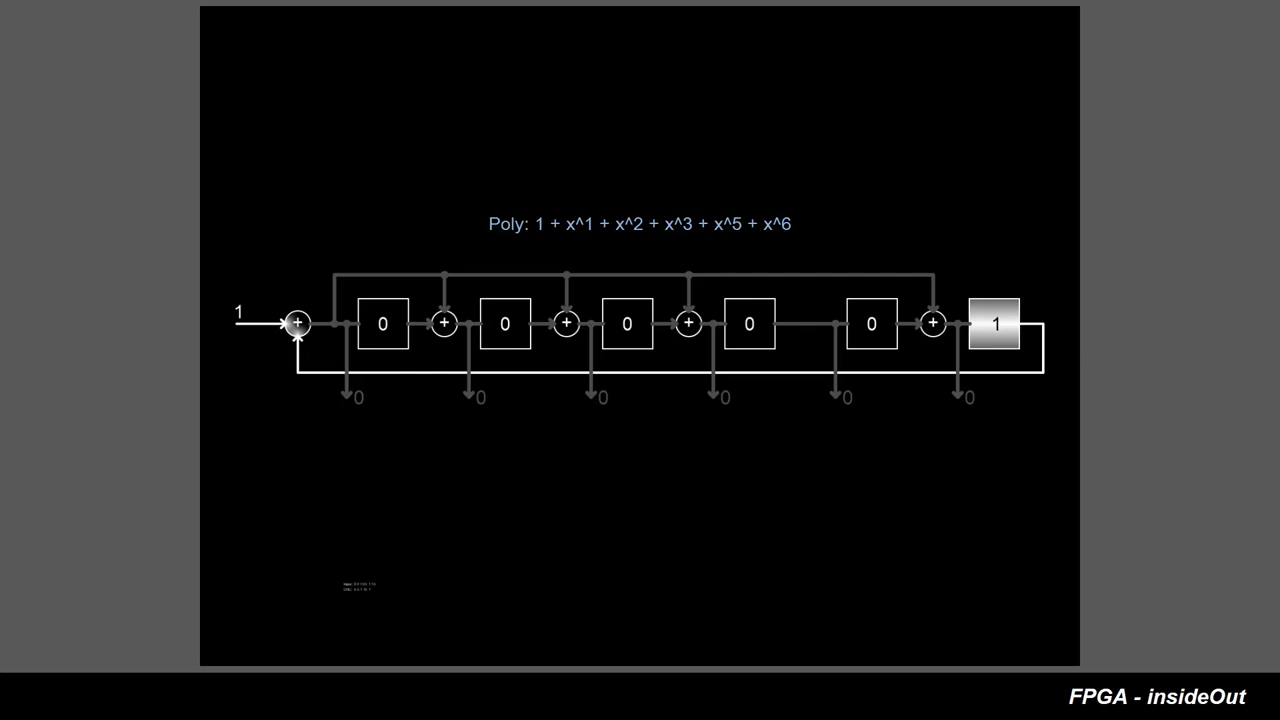 Poly: 1 + x^1 + x^2 + x^3 + x^5 + x^6
1
+ 0 + 0 + 0 + 0 0 + 1
0 0 0 0 0 0
FPGA - insideOut